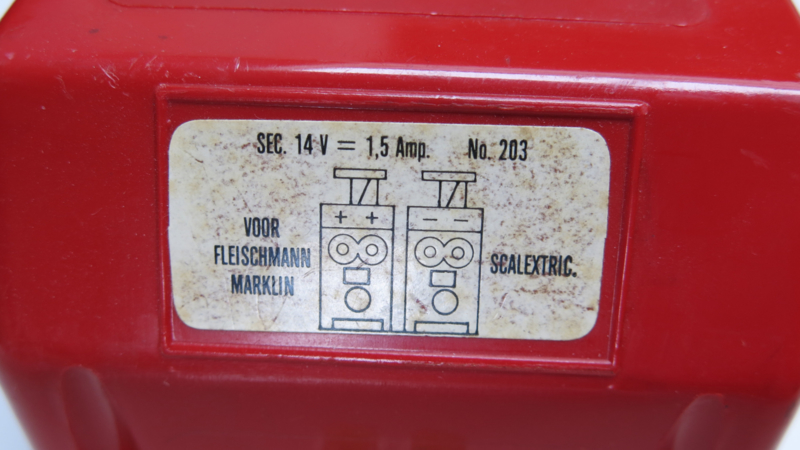 SEC. 14 V = 1,5 Amp. No. 203
VOOR
FLEISCHMANN
MARKLIN
+ +
– –
SCALEXTRIC.